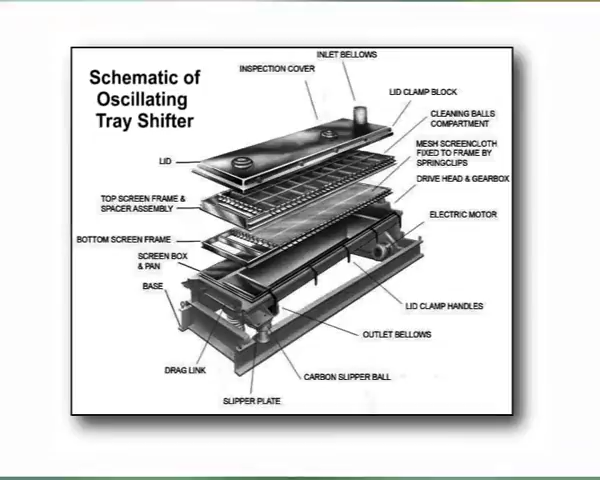 Schematic of
Oscillating
Tray Shifter
INLET BELLOWS
INSPECTION COVER
LID CLAMP BLOCK
CLEANING BALLS
COMPARTMENT
MESH SCREENCLOTH
FIXED TO FRAME BY
SPRINGCLIPS
LID
DRIVE HEAD & GEARBOX
TOP SCREEN FRAME &
SPACER ASSEMBLY
ELECTRIC MOTOR
BOTTOM SCREEN FRAME
SCREEN BOX
& PAN
BASE
LID CLAMP HANDLES
OUTLET BELLOWS
DRAG LINK
CARBON SLIPPER BALL
SLIPPER PLATE